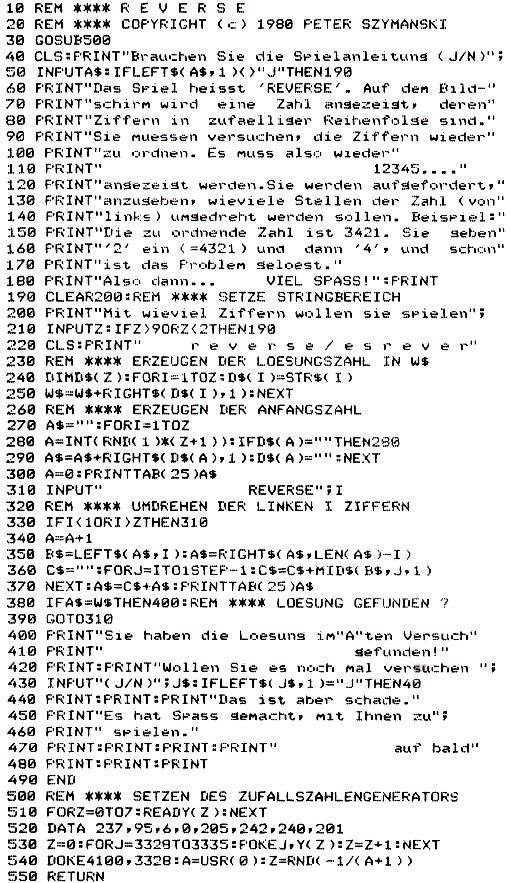 10 REM **** R E V E R S E
20 REM **** COPYRIGHT (c) 1980 PETER SZYMANSKI
30 GOSUB500
40 CLS:PRINT"Brauchen Sie die Spielanleitung (J/N)";
50 INPUTA$:IFLEFT$(A$,1)<>"J"THEN190
60 PRINT"Das Spiel heisst 'REVERSE'. Auf dem Bild-"
70 PRINT"schirm wird eine Zahl angezeigt, deren"
80 PRINT"Ziffern in zufaelliger Reihenfolge sind."
90 PRINT"Sie muessen versuchen, die Ziffern wieder"
100 PRINT"zu ordnen. Es muss also wieder"
110 PRINT" 12345...."
120 PRINT"angezeigt werden.Sie werden aufgefordert,"
130 PRINT"anzugeben, wieviele Stellen der Zahl (von"
140 PRINT"links) umgedreht werden sollen. Beispiel:"
150 PRINT"Die zu ordnende Zahl ist 3421. Sie geben"
160 PRINT"'2' ein (=4321) und dann '4', und schon"
170 PRINT"ist das Problem geloest."
180 PRINT"Also dann... VIEL SPASS!":PRINT
190 CLEAR200:REM **** SETZE STRINGBEREICH
200 PRINT"Mit wieviel Ziffern wollen sie spielen";
210 INPUTZ:IFZ>9ORZ<2THEN190
220 CLS:PRINT" r e v e r s e / e s r e v e r"
230 REM **** ERZEUGEN DER LOESUNGSZAHL IN W$
240 DIMD$(Z):FORI=1TOZ:D$(I)=STR$(I)
250 W$=W$+RIGHT$(D$(I),1):NEXT
260 REM **** ERZEUGEN DER ANFANGSZAHL
270 A$="":FORI=1TOZ
280 A=INT(RND(1)*(Z+1)):IFD$(A)=""THEN280
290 A$=A$+RIGHT$(D$(A),1):D$(A)="":NEXT
300 A=0:PRINTTAB(25)A$
310 INPUT" REVERSE";I
320 REM **** UMDREHEN DER LINKEN I ZIFFERN
330 IFI<1ORI>ZTHEN310
340 A=A+1
350 B$=LEFT$(A$,I):A$=RIGHT$(A$,LEN(A$)-I)
360 C$="":FORJ=ITO1STEP-1:C$=C$+MID$(B$,J,1)
370 NEXT:A$=C$+A$:PRINTTAB(25)A$
380 IFA$=W$THEN400:REM **** LOESUNG GEFUNDEN ?
390 GOTO310
400 PRINT"Sie haben die Loesung im"A"ten Versuch"
410 PRINT" gefunden!"
420 PRINT:PRINT"Wollen Sie es noch mal versuchen ";
430 INPUT"(J/N)";J$:IFLEFT$(J$,1)="J"THEN40
440 PRINT:PRINT:PRINT"Das ist aber schade."
450 PRINT"Es hat Spass gemacht, mit Ihnen zu";
460 PRINT" spielen."
470 PRINT:PRINT:PRINT:PRINT" auf bald"
480 PRINT:PRINT:PRINT
490 END
500 REM **** SETZEN DES ZUFALLSZAHLENGENERATORS
510 FORZ=0TO7:READY(Z):NEXT
520 DATA 237,95,6,0,205,242,240,201
530 Z=0:FORJ=3328TO3335:POKEJ,Y(Z):Z=Z+1:NEXT
540 DOKE4100,3328:A=USR(0):Z=RND(-1/(A+1))
550 RETURN